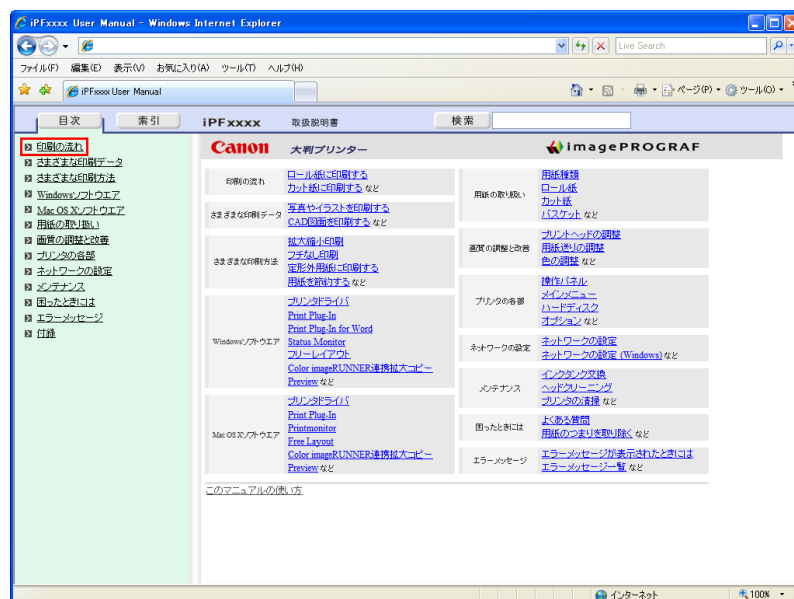 iPFxxxx User Manual - Windows Internet Explorer
Live Search
ファイル(F) 編集(E) 表示(V) お気に入り(A) ツール(T) ヘルプ(H)
iPFxxxx User Manual
ページ(P) ツール(O)
目次 索引 iPFxxxx 取扱説明書 検索
印刷の流れ
さまざまな印刷データ
さまざまな印刷方法
Windowsソフトウエア
Mac OS Xソフトウエア
用紙の取り扱い
画質の調整と改善
プリンタの各部
ネットワークの設定
メンテナンス
困ったときには
エラーメッセージ
付録
Canon 大判プリンター imagePROGRAF
印刷の流れ
ロール紙に印刷する
カット紙に印刷する など
さまざまな印刷データ
写真やイラストを印刷する
CAD図面を印刷する など
さまざまな印刷方法
拡大縮小印刷
フチなし印刷
定形外用紙に印刷する
用紙を節約する など
Windowsソフトウエア
プリンタドライバ
Print Plug-In
Print Plug-In for Word
Status Monitor
フリーレイアウト
Color imageRUNNER連携拡大コピー
Preview など
Mac OS Xソフトウエア
プリンタドライバ
Print Plug-In
Printmonitor
Free Layout
Color imageRUNNER連携拡大コピー
Preview など
用紙の取り扱い
用紙種類
ロール紙
カット紙
バスケット など
画質の調整と改善
プリントヘッドの調整
用紙送りの調整
色の調整 など
プリンタの各部
操作パネル
メインメニュー
ハードディスク
オプション など
ネットワークの設定
ネットワークの設定
ネットワークの設定 (Windows) など
メンテナンス
インクタンク交換
ヘッドクリーニング
プリンタの清掃 など
困ったときには
よくある質問
用紙のつまりを取り除く など
エラーメッセージ
エラーメッセージが表示されたときには
エラーメッセージ一覧 など
このマニュアルの使い方
インターネット 100%